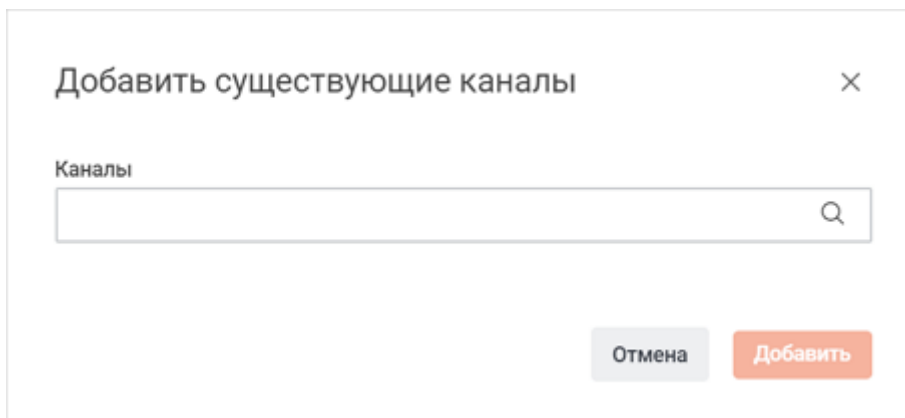 Добавить существующие каналы
Каналы
Отмена
Добавить